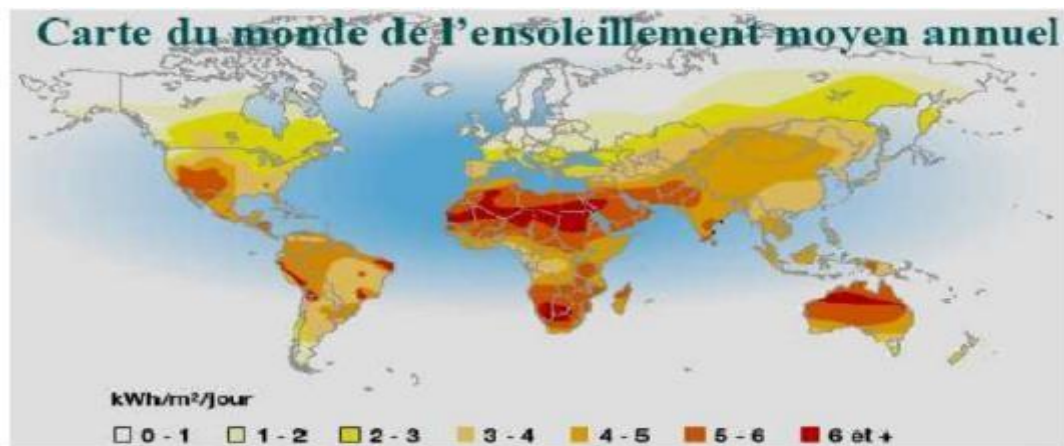 Carte du monde de l'ensoleillement moyen annuel
kWh/m²/jour
0 - 1 1 - 2 2 - 3 3 - 4 4 - 5 5 - 6 6 et +